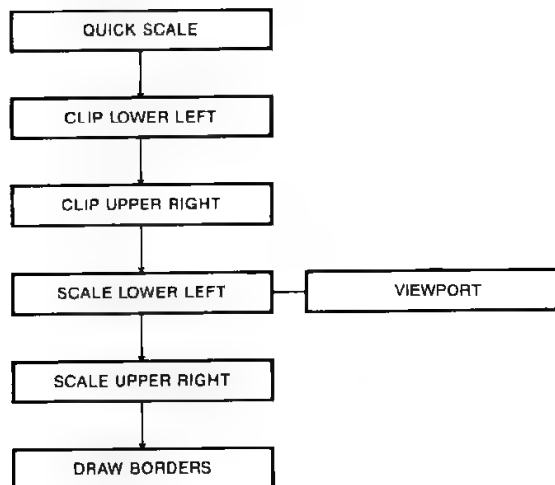 QUICK SCALE
CLIP LOWER LEFT
CLIP UPPER RIGHT
SCALE LOWER LEFT
VIEWPORT
SCALE UPPER RIGHT
DRAW BORDERS